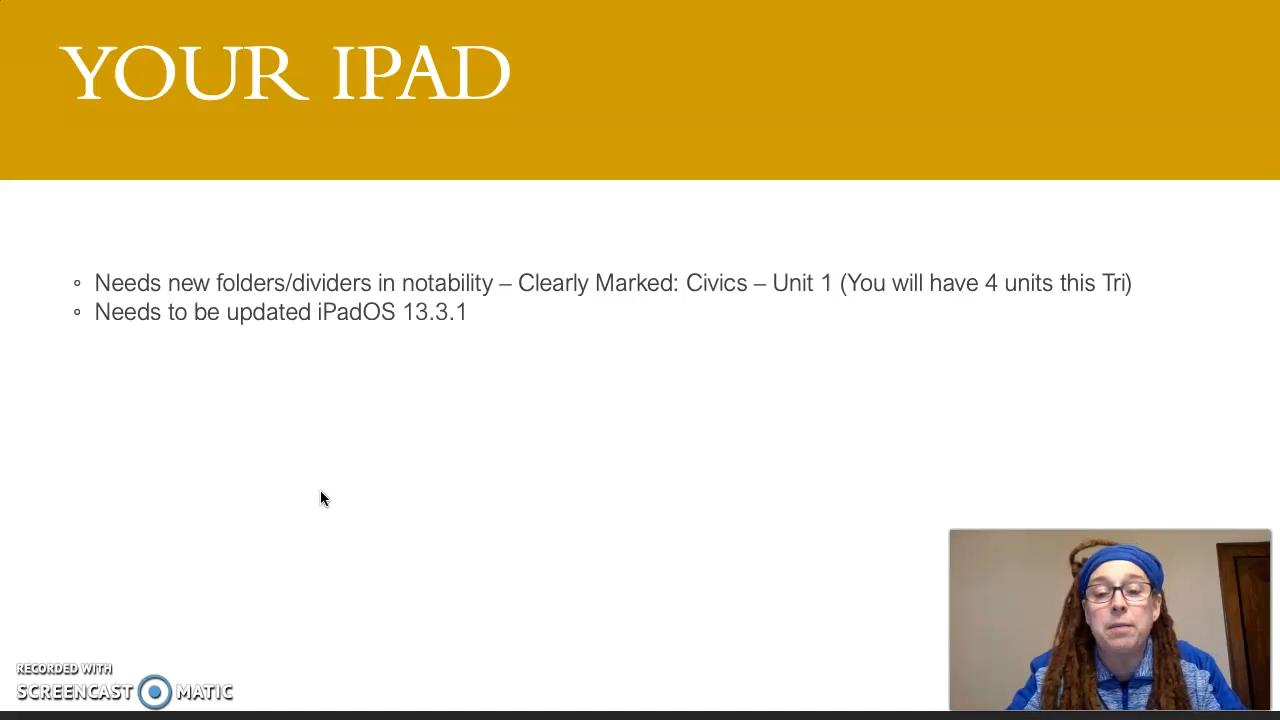 YOUR IPAD
◦ Needs new folders/dividers in notability – Clearly Marked: Civics – Unit 1 (You will have 4 units this Tri)
◦ Needs to be updated iPadOS 13.3.1
RECORDED WITH
SCREENCAST MATIC